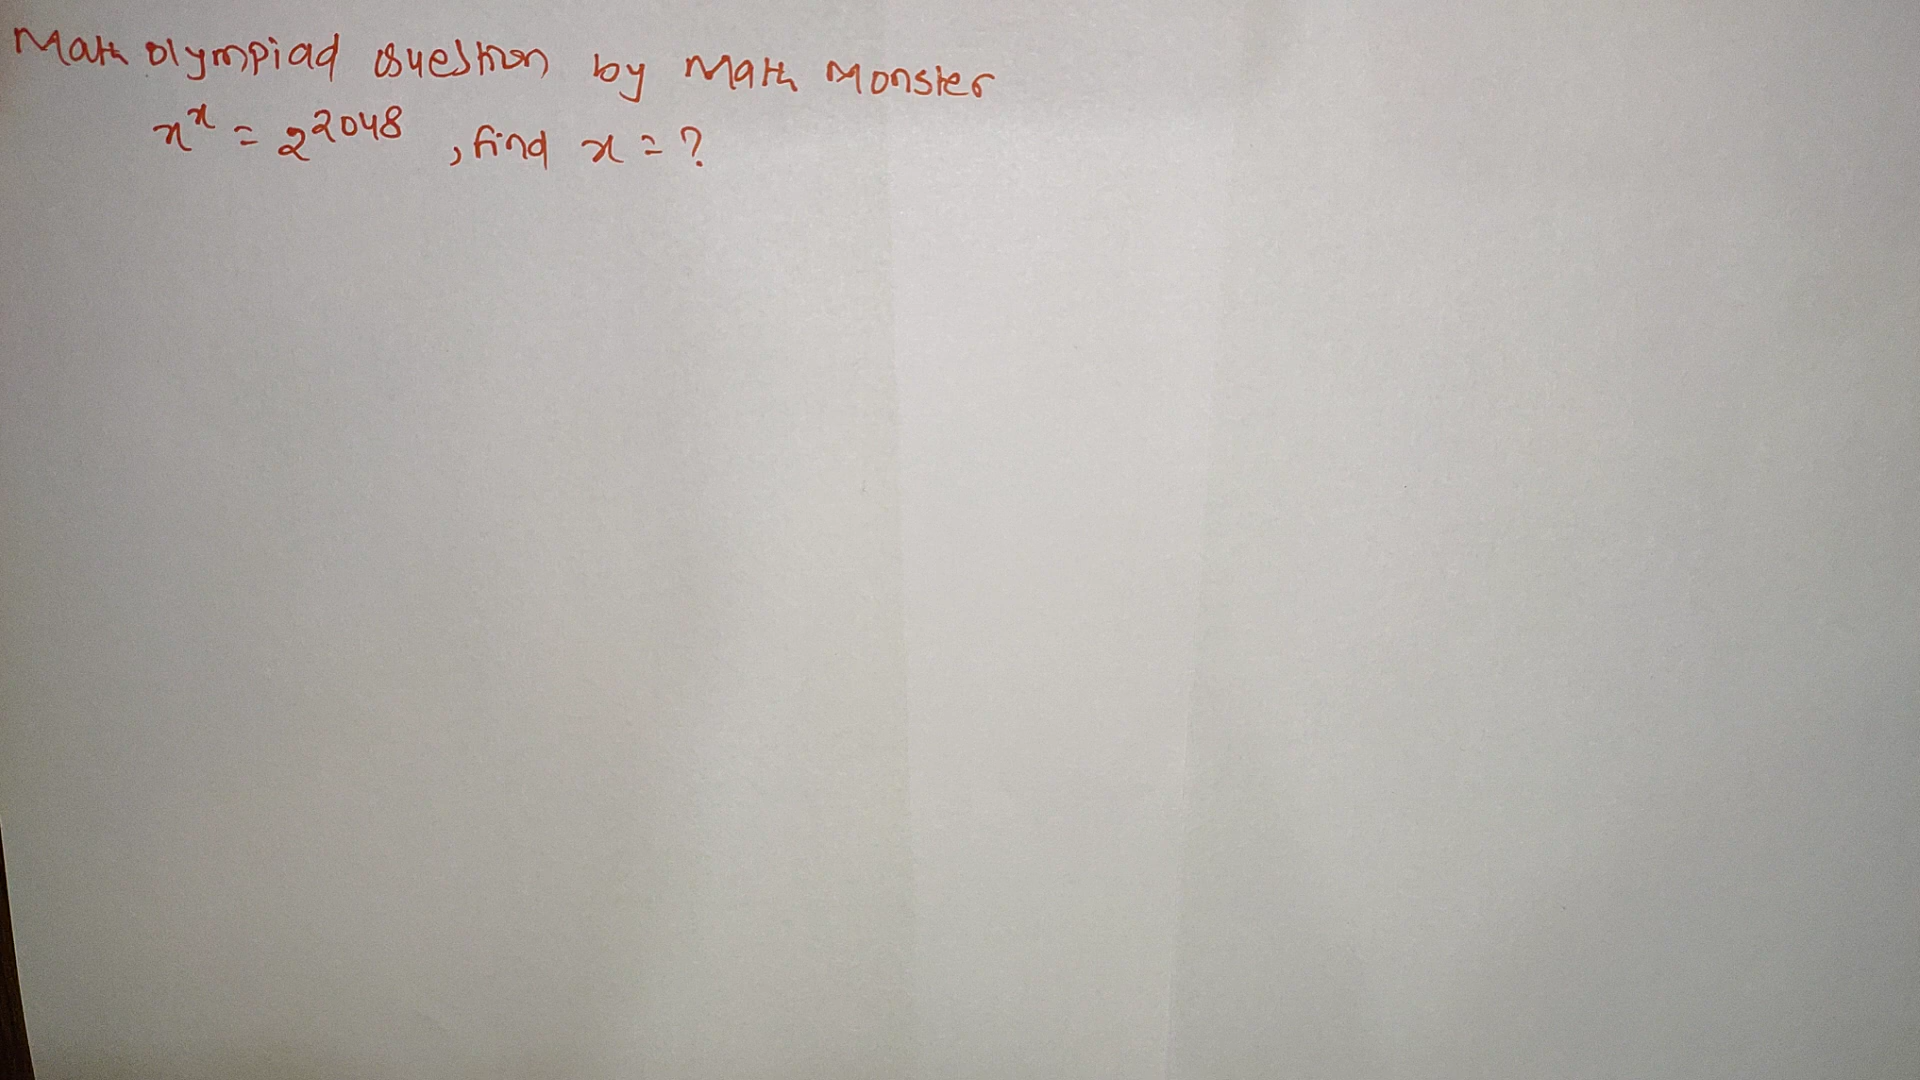 Math Olympiad Question by Math Monster
x^x = 2^2048 , find x = ?